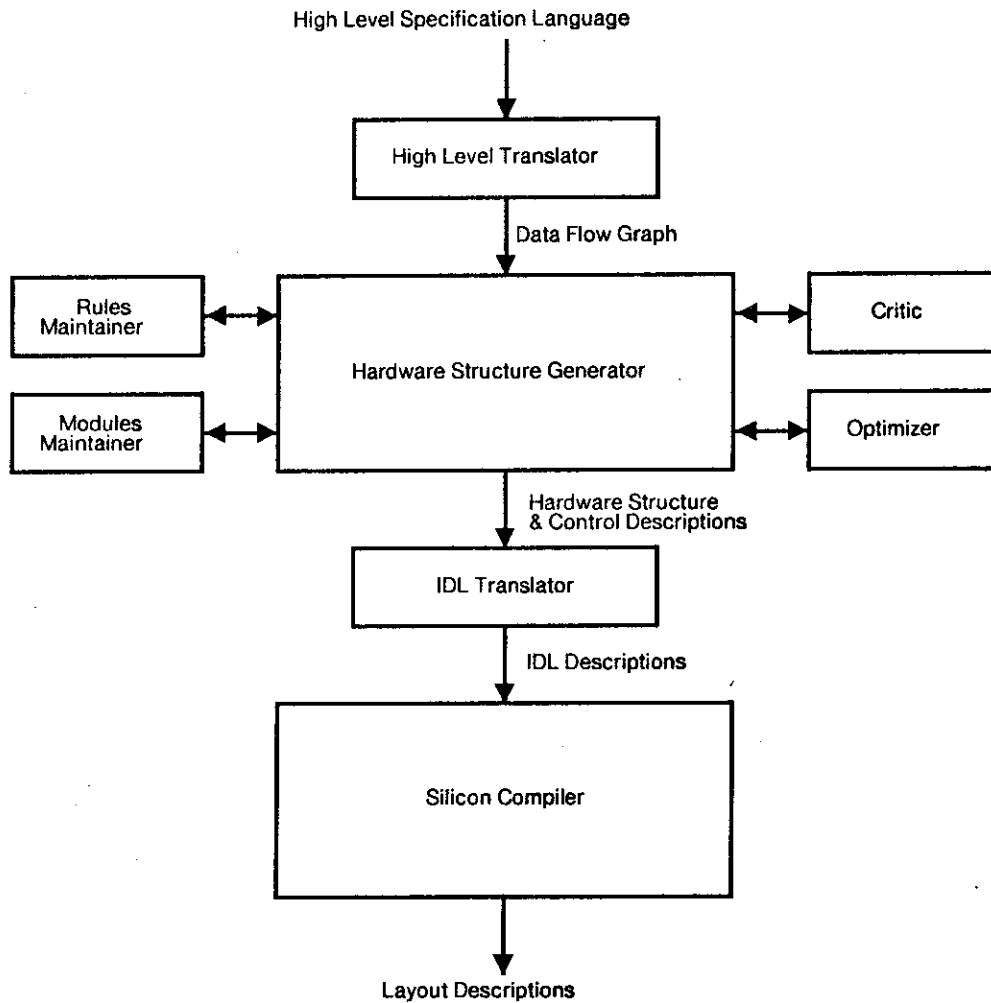 High Level Specification Language
High Level Translator
Data Flow Graph
Rules
Maintainer
Hardware Structure Generator
Critic
Modules
Maintainer
Optimizer
Hardware Structure
& Control Descriptions
IDL Translator
IDL Descriptions
Silicon Compiler
Layout Descriptions